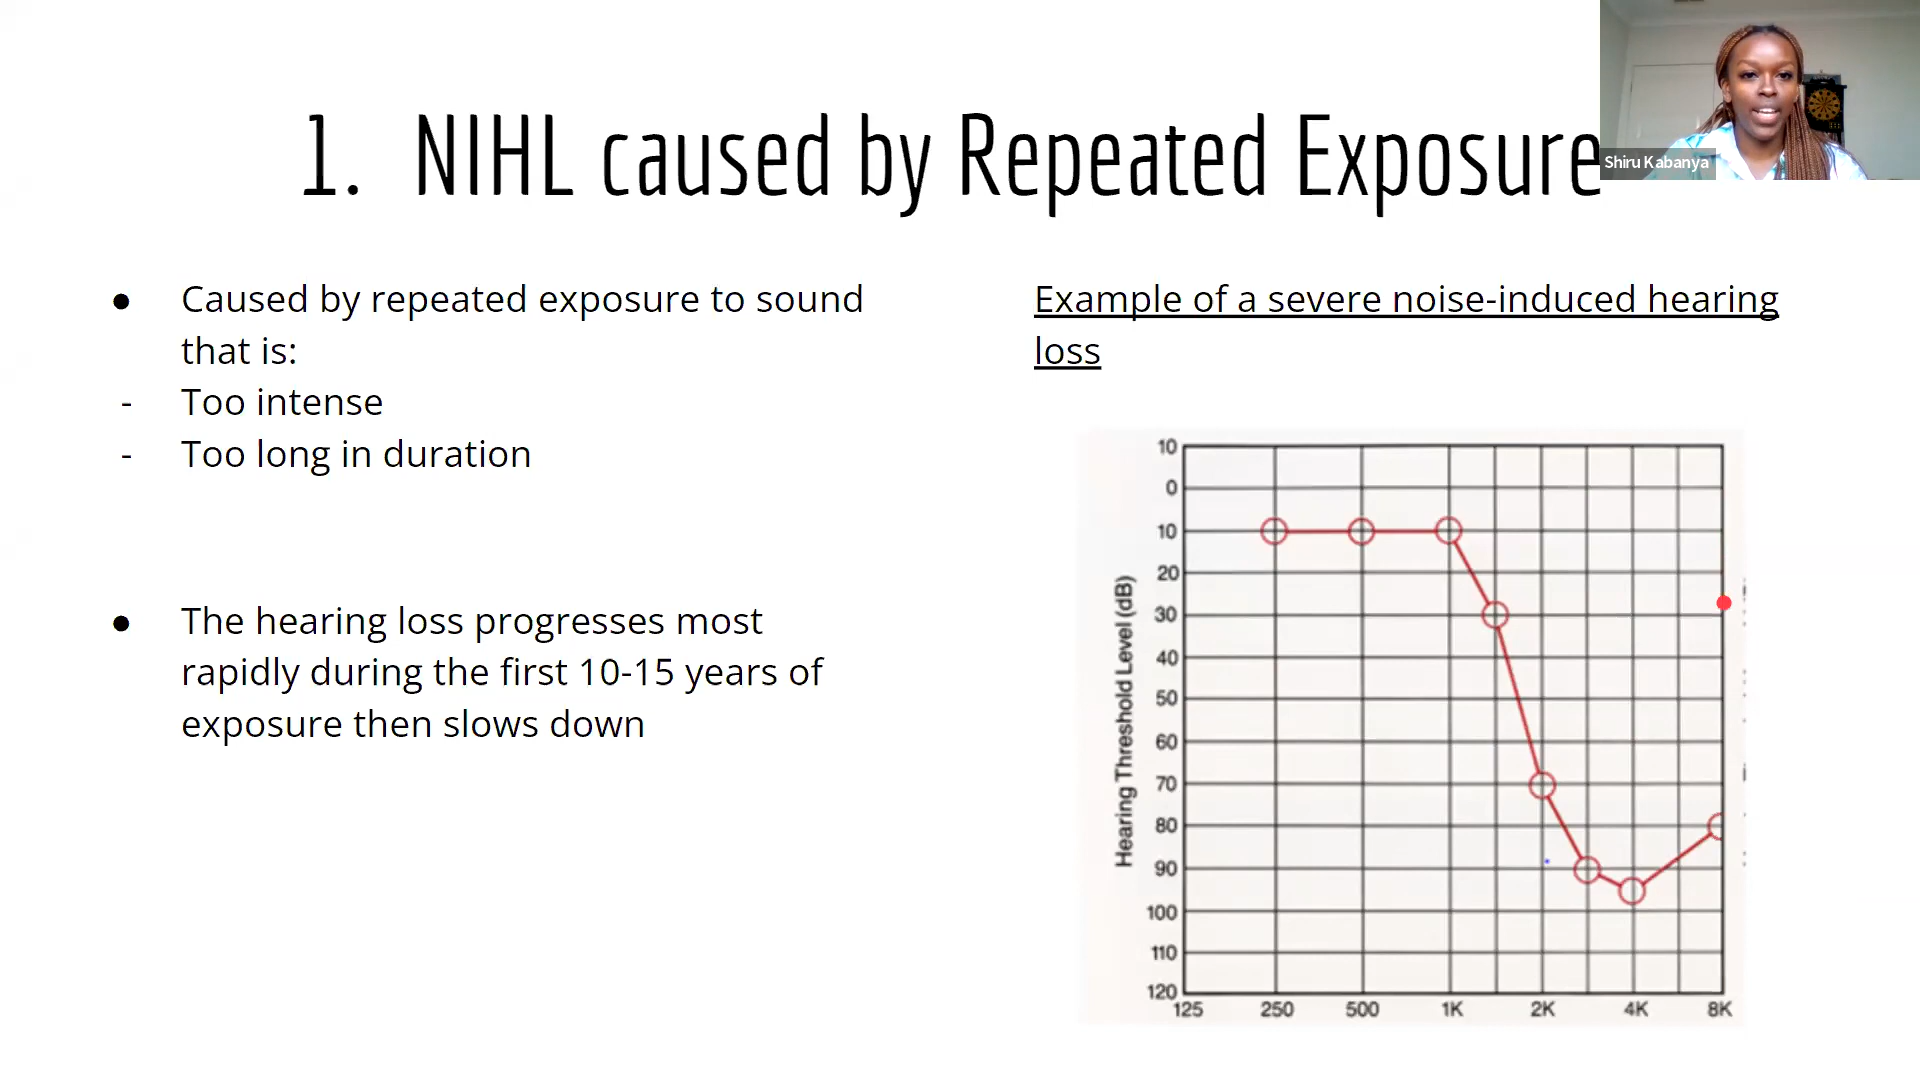 1. NIHL caused by Repeated Exposure
Shiru Kabanya
● Caused by repeated exposure to sound
that is:
- Too intense
- Too long in duration
● The hearing loss progresses most
rapidly during the first 10-15 years of
exposure then slows down
Example of a severe noise-induced hearing
loss
Hearing Threshold Level (dB)
10
0
10
20
30
40
50
60
70
80
90
100
110
120
125 250 500 1K 2K 4K 8K